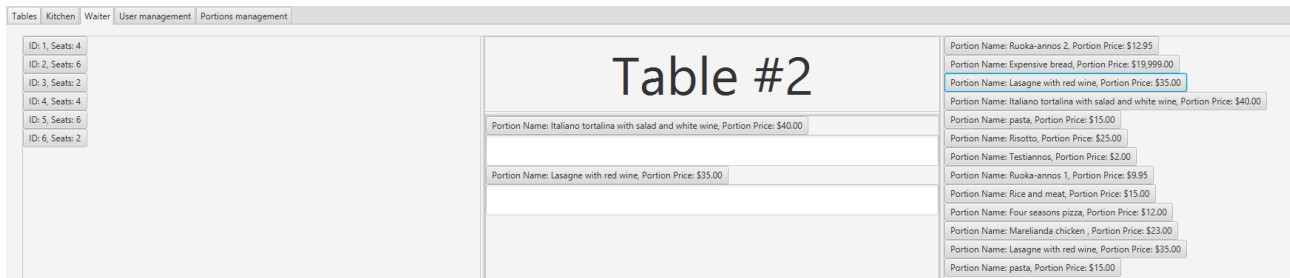 Tables Kitchen Waiter User management Portions management
ID: 1, Seats: 4
ID: 2, Seats: 6
ID: 3, Seats: 2
ID: 4, Seats: 4
ID: 5, Seats: 6
ID: 6, Seats: 2
Table #2
Portion Name: Italiano tortalina with salad and white wine, Portion Price: $40.00
Portion Name: Lasagne with red wine, Portion Price: $35.00
Portion Name: Ruoka-annos 2, Portion Price: $12.95
Portion Name: Expensive bread, Portion Price: $19,999.00
Portion Name: Lasagne with red wine, Portion Price: $35.00
Portion Name: Italiano tortalina with salad and white wine, Portion Price: $40.00
Portion Name: pasta, Portion Price: $15.00
Portion Name: Risotto, Portion Price: $25.00
Portion Name: Testiannos, Portion Price: $2.00
Portion Name: Ruoka-annos 1, Portion Price: $9.95
Portion Name: Rice and meat, Portion Price: $15.00
Portion Name: Four seasons pizza, Portion Price: $12.00
Portion Name: Marelianda chicken , Portion Price: $23.00
Portion Name: Lasagne with red wine, Portion Price: $35.00
Portion Name: pasta, Portion Price: $15.00